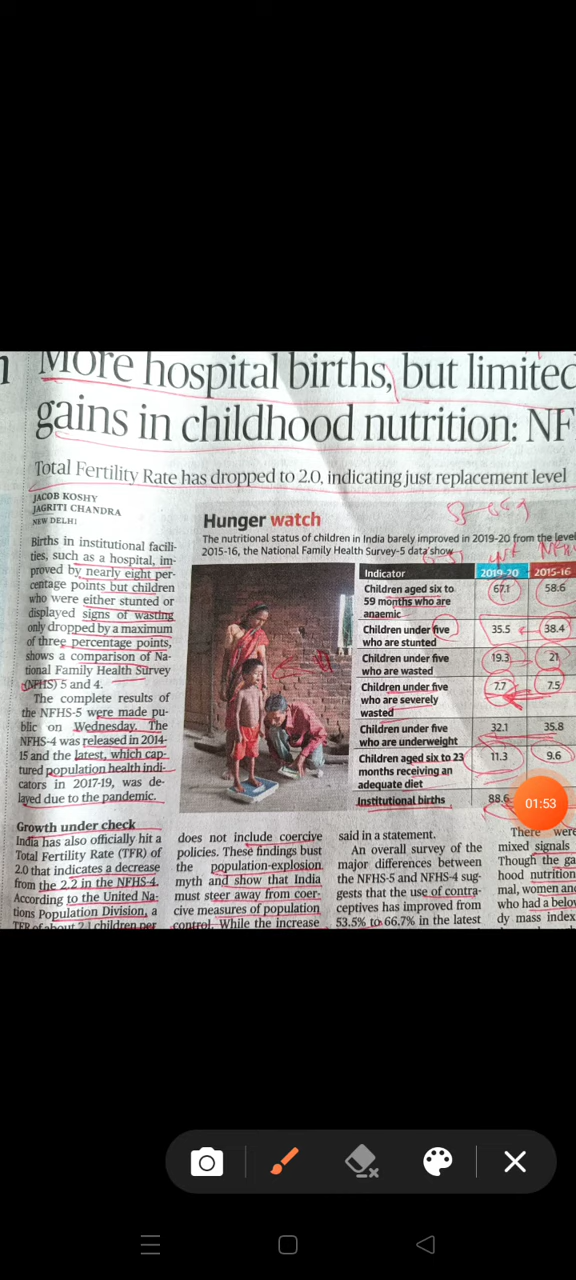 More hospital births, but limited
gains in childhood nutrition: NF
Total Fertility Rate has dropped to 2.0, indicating just replacement level
JACOB KOSHY
JAGRITI CHANDRA
NEW DELHI
Births in institutional facili-
ties, such as a hospital, im-
proved by nearly eight per-
centage points but children
who were either stunted or
displayed signs of wasting
only dropped by a maximum
of three percentage points,
shows a comparison of Na-
tional Family Health Survey
(NFHS) 5 and 4.
The complete results of
the NFHS-5 were made pu-
blic on Wednesday. The
NFHS-4 was released in 2014-
15 and the latest, which cap-
tured population health indi-
cators in 2017-19, was de-
layed due to the pandemic.
Growth under check
India has also officially hit a
Total Fertility Rate (TFR) of
2.0 that indicates a decrease
from the 2.2 in the NFHS-4.
According to the United Na-
tions Population Division, a
TFR of about 2.1 children per
Hunger watch
The nutritional status of children in India barely improved in 2019-20 from the level
2015-16, the National Family Health Survey-5 data show
Indicator 2019-20 2015-16
Children aged six to 67.1 58.6
59 months who are
anaemic
Children under five 35.5 38.4
who are stunted
Children under five 19.3 21
who are wasted
Children under five 7.7 7.5
who are severely
wasted
Children under five 32.1 35.8
who are underweight
Children aged six to 23 11.3 9.6
months receiving an
adequate diet
Institutional births 88.6
01:53
does not include coercive
policies. These findings bust
the population-explosion
myth and show that India
must steer away from coer-
cive measures of population
control. While the increase
said in a statement.
An overall survey of the
major differences between
the NFHS-5 and NFHS-4 sug-
gests that the use of contra-
ceptives has improved from
53.5% to 66.7% in the latest
There were
mixed signals
Though the ga
hood nutrition
mal, women and
who had a below
dy mass index